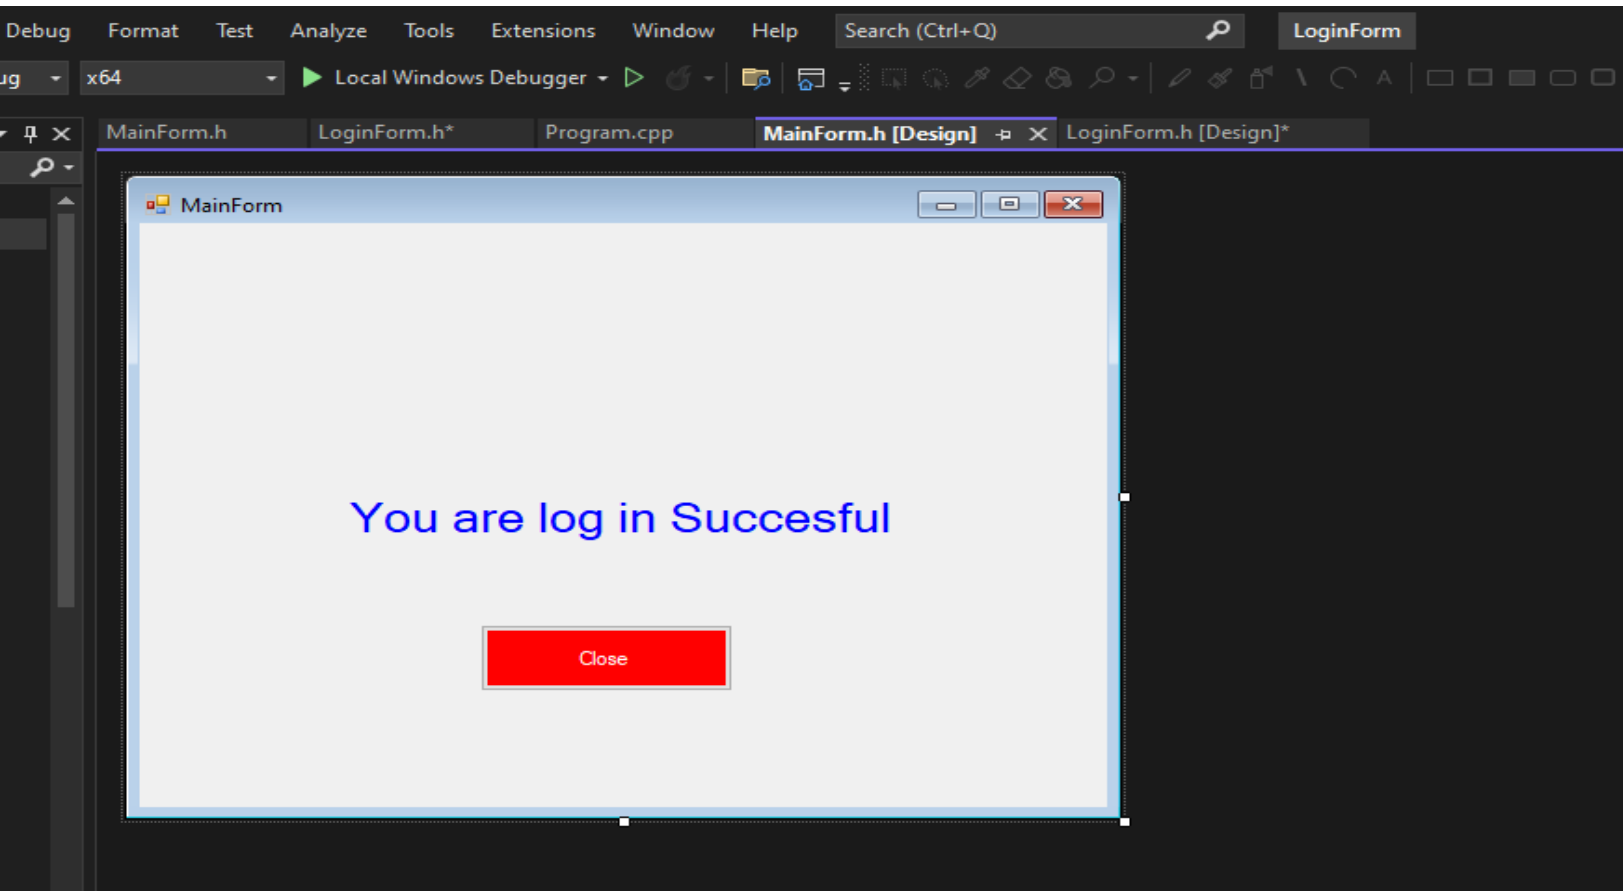 Debug Format Test Analyze Tools Extensions Window Help Search (Ctrl+Q) LoginForm
ug x64 Local Windows Debugger
MainForm.h LoginForm.h* Program.cpp MainForm.h [Design] LoginForm.h [Design]*
MainForm
You are log in Succesful
Close